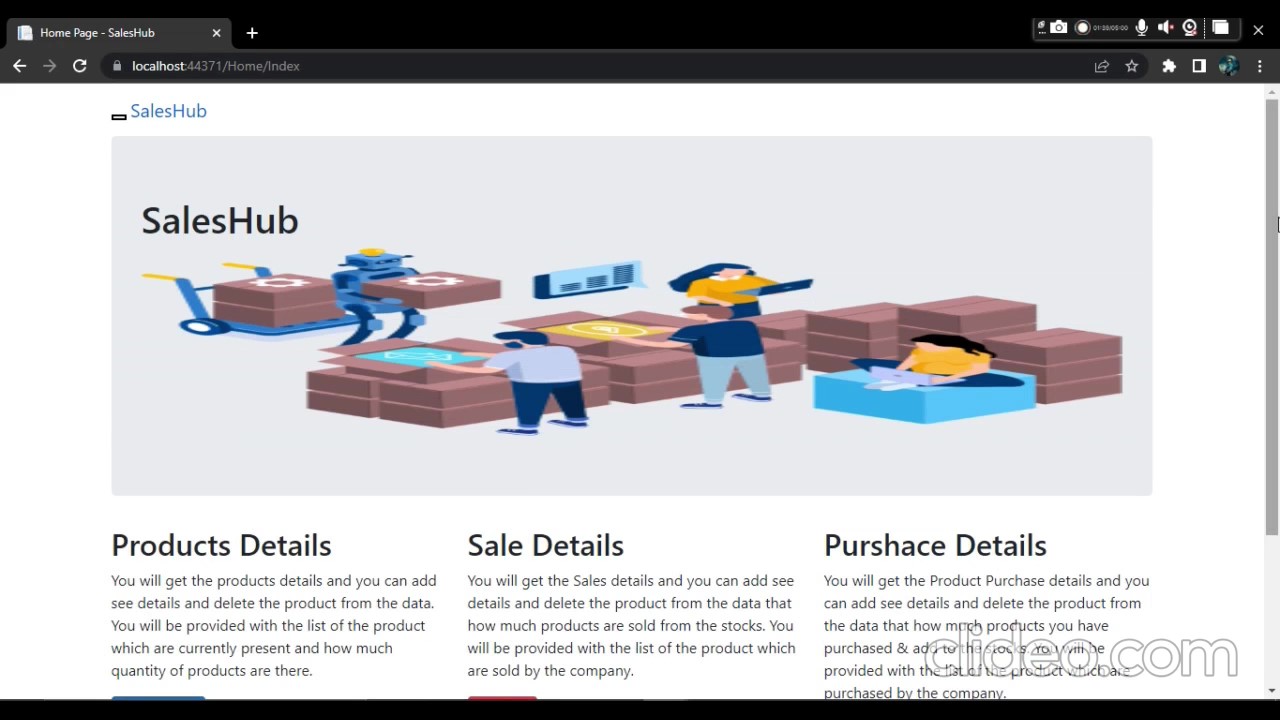 Home Page - SalesHub
01:39/05:00
localhost:44371/Home/Index
SalesHub
SalesHub
Products Details
You will get the products details and you can add
see details and delete the product from the data.
You will be provided with the list of the product
which are currently present and how much
quantity of products are there.
Sale Details
You will get the Sales details and you can add see
details and delete the product from the data that
how much products are sold from the stocks. You
will be provided with the list of the product which
are sold by the company.
Purshace Details
You will get the Product Purchase details and you
can add see details and delete the product from
the data that how much products you have
purchased & add to the stocks. You will be
provided with the list of the product which are
purchased by the company.
clideo.com